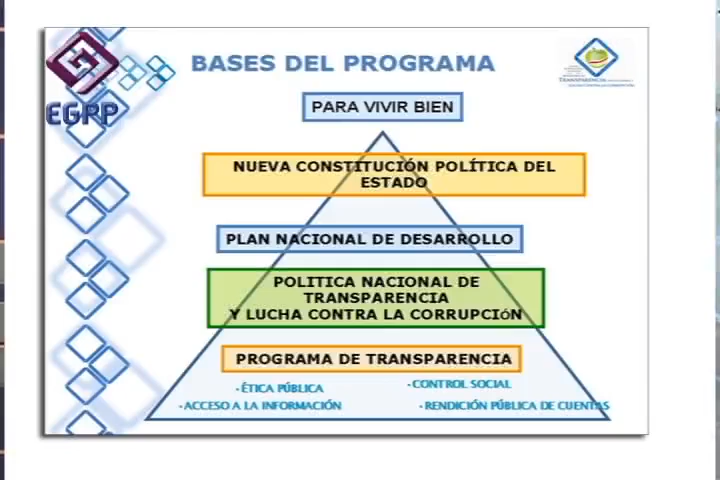 BASES DEL PROGRAMA
EGRP
TRANSPARENCIA
PARA VIVIR BIEN
NUEVA CONSTITUCIÓN POLÍTICA DEL
ESTADO
PLAN NACIONAL DE DESARROLLO
POLITICA NACIONAL DE
TRANSPARENCIA
Y LUCHA CONTRA LA CORRUPCIóN
PROGRAMA DE TRANSPARENCIA
•ÉTICA PÚBLICA
•CONTROL SOCIAL
•ACCESO A LA INFORMACIÓN
•RENDICIÓN PÚBLICA DE CUENTAS